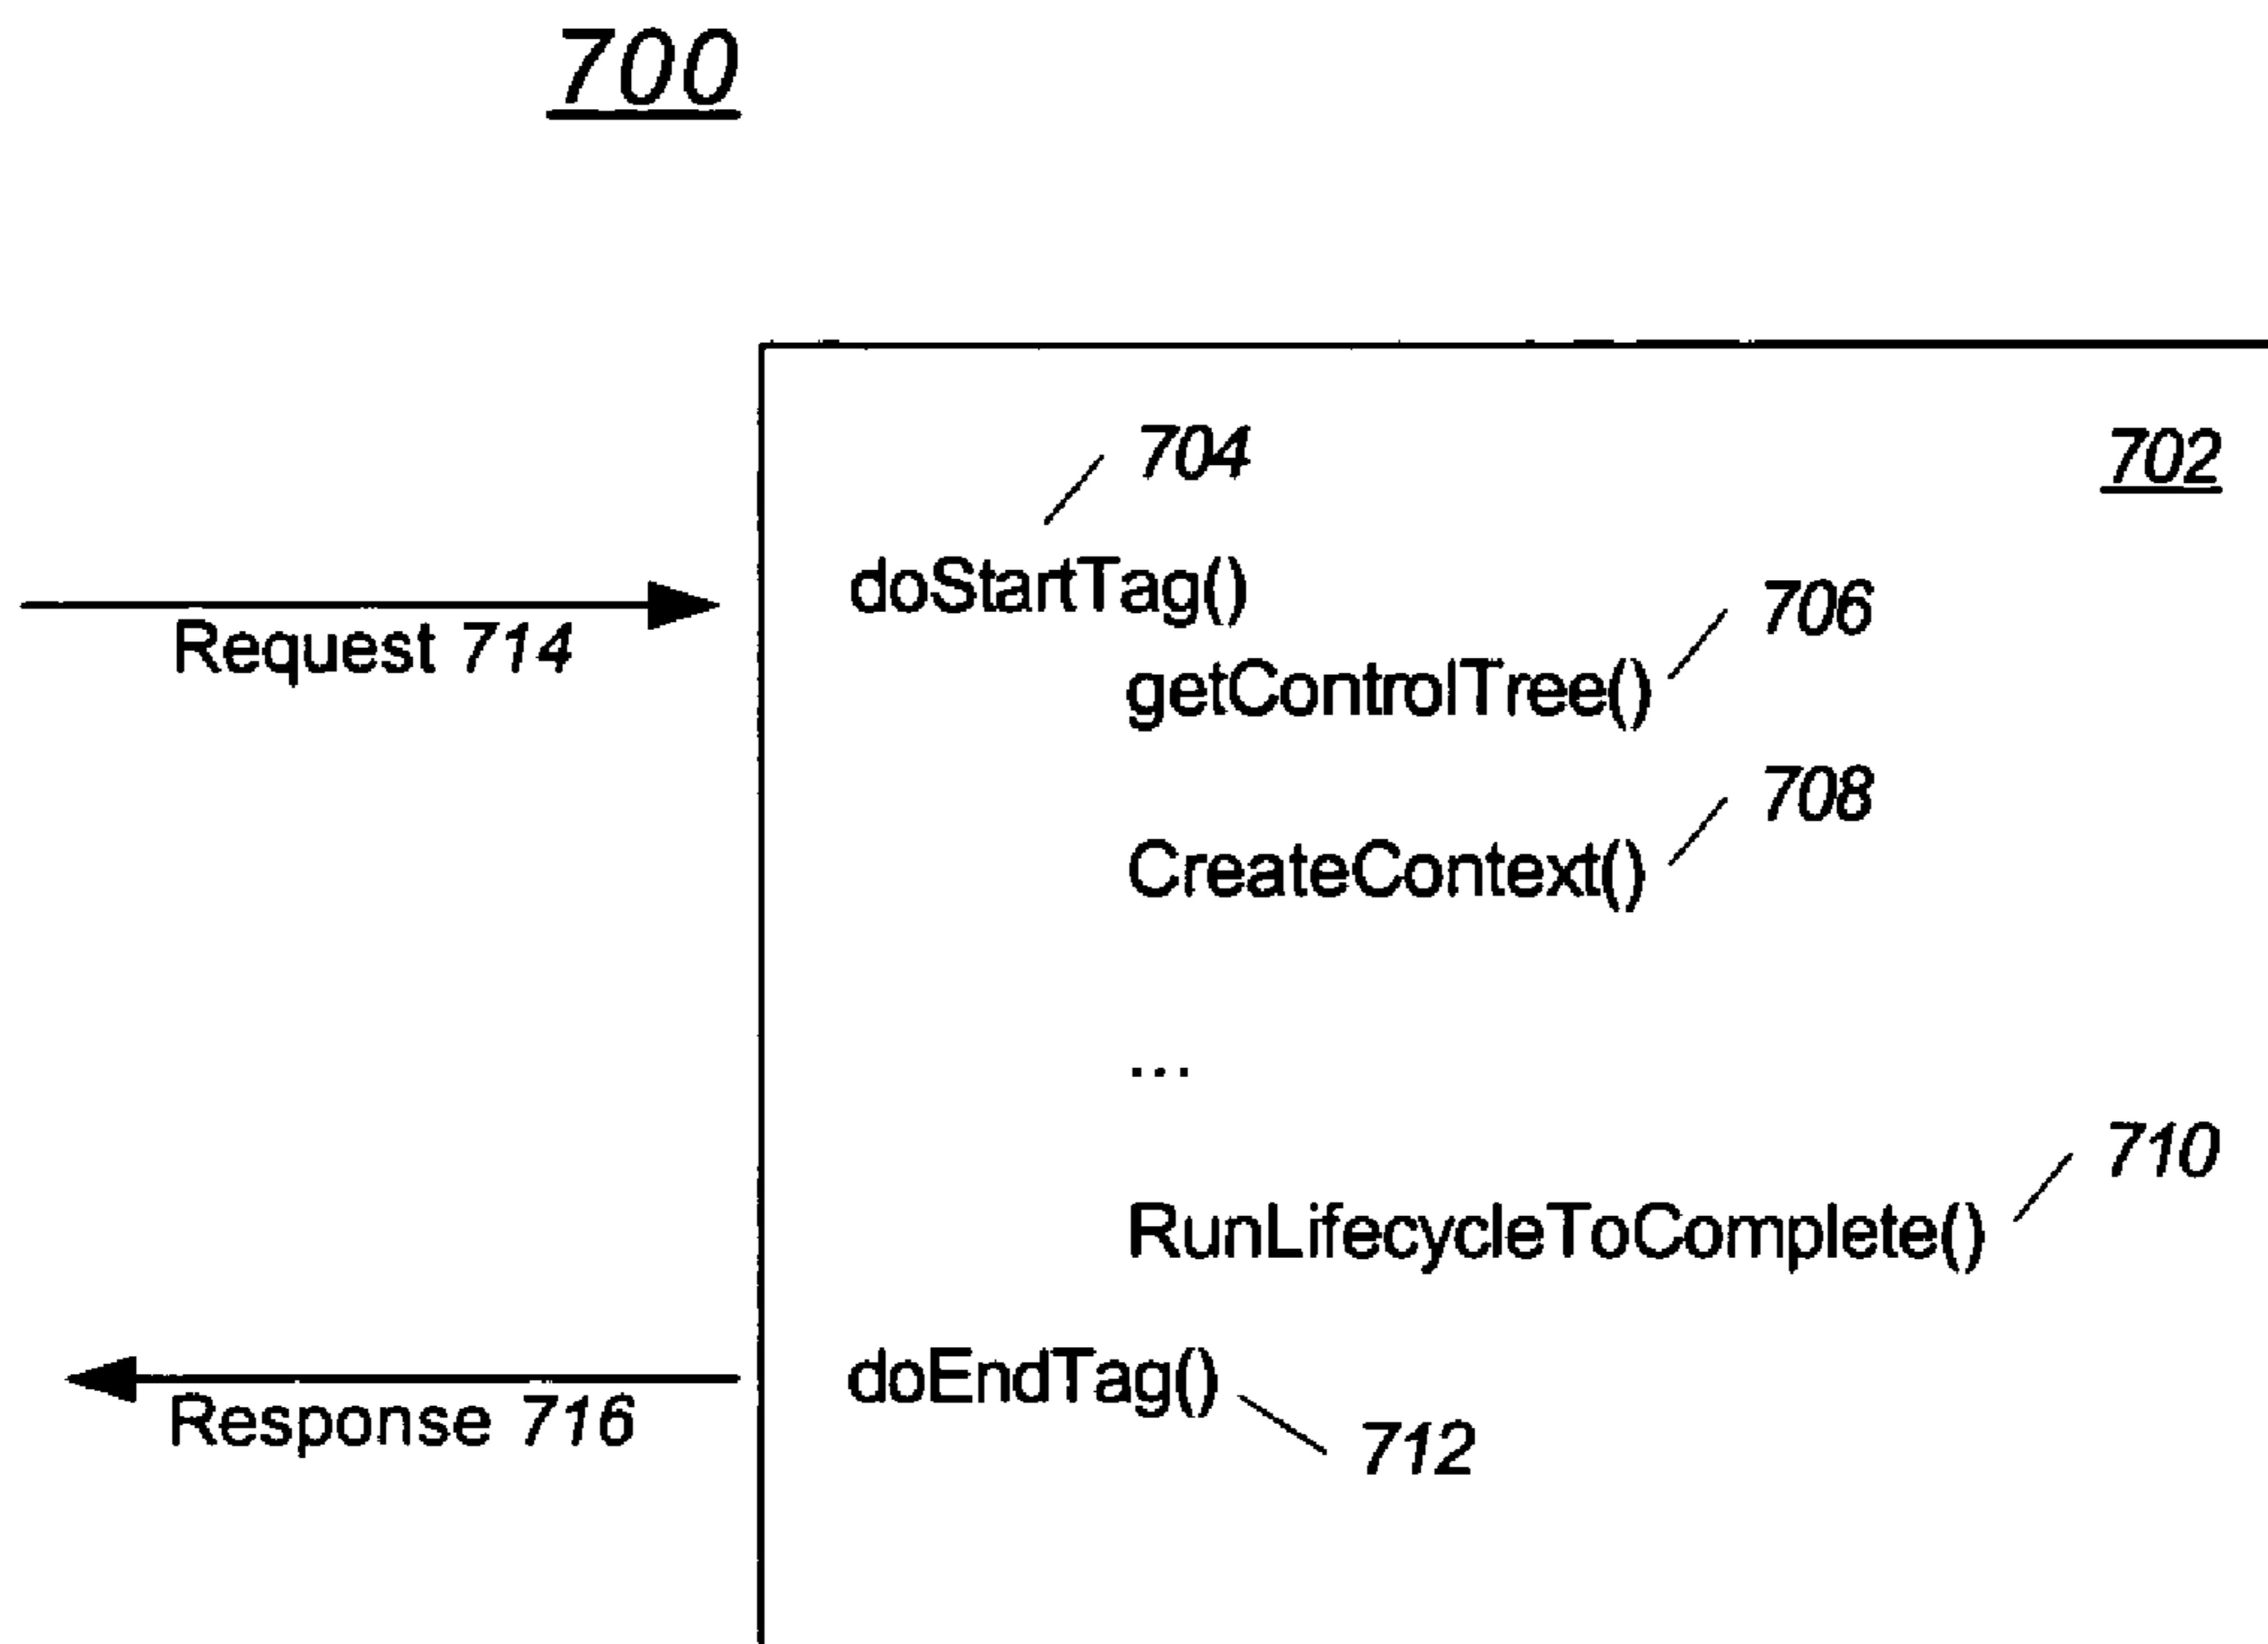 700
704
702
doStartTag()
706
Request 714
getControlTree()
708
CreateContext()
...
710
RunLifecycleToComplete()
doEndTag()
Response 716
712